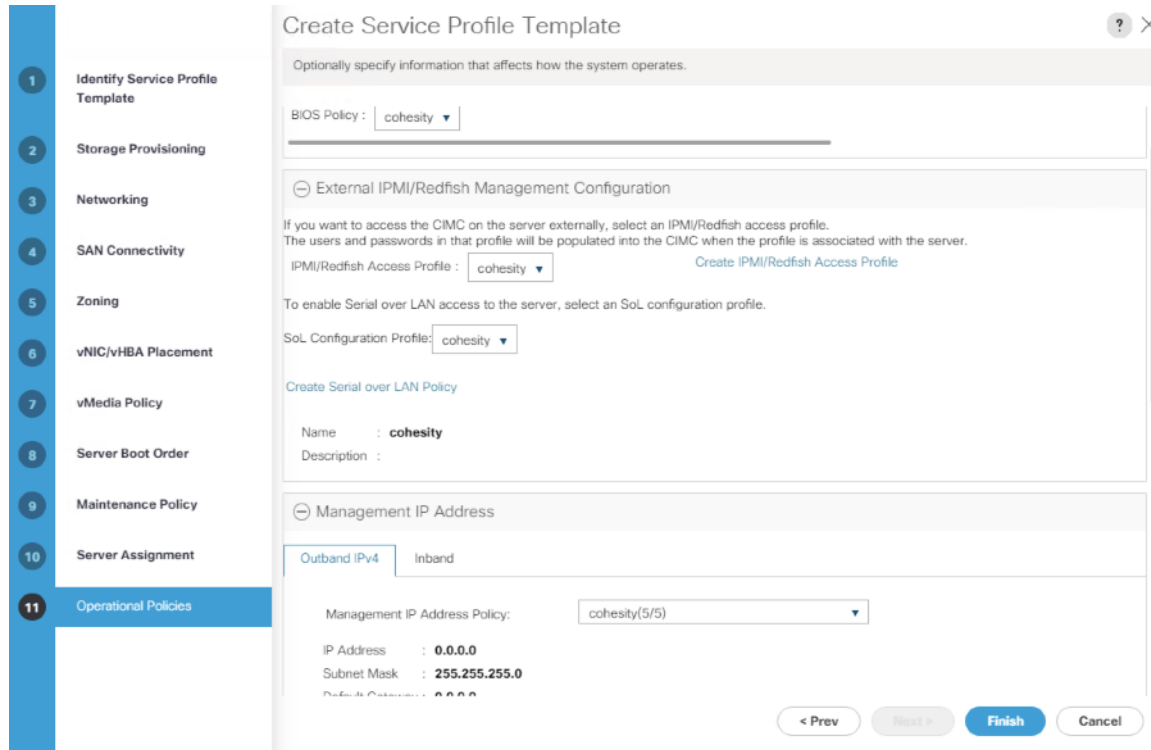 Create Service Profile Template
?
Optionally specify information that affects how the system operates.
1 Identify Service Profile
Template
2 Storage Provisioning
3 Networking
4 SAN Connectivity
5 Zoning
6 vNIC/vHBA Placement
7 vMedia Policy
8 Server Boot Order
9 Maintenance Policy
10 Server Assignment
11 Operational Policies
BIOS Policy : cohesity
External IPMI/Redfish Management Configuration
If you want to access the CIMC on the server externally, select an IPMI/Redfish access profile.
The users and passwords in that profile will be populated into the CIMC when the profile is associated with the server.
IPMI/Redfish Access Profile : cohesity Create IPMI/Redfish Access Profile
To enable Serial over LAN access to the server, select an SoL configuration profile.
SoL Configuration Profile: cohesity
Create Serial over LAN Policy
Name : cohesity
Description :
Management IP Address
Outband IPv4 Inband
Management IP Address Policy: cohesity(5/5)
IP Address : 0.0.0.0
Subnet Mask : 255.255.255.0
Default Gateway : 0.0.0.0
< Prev Next > Finish Cancel